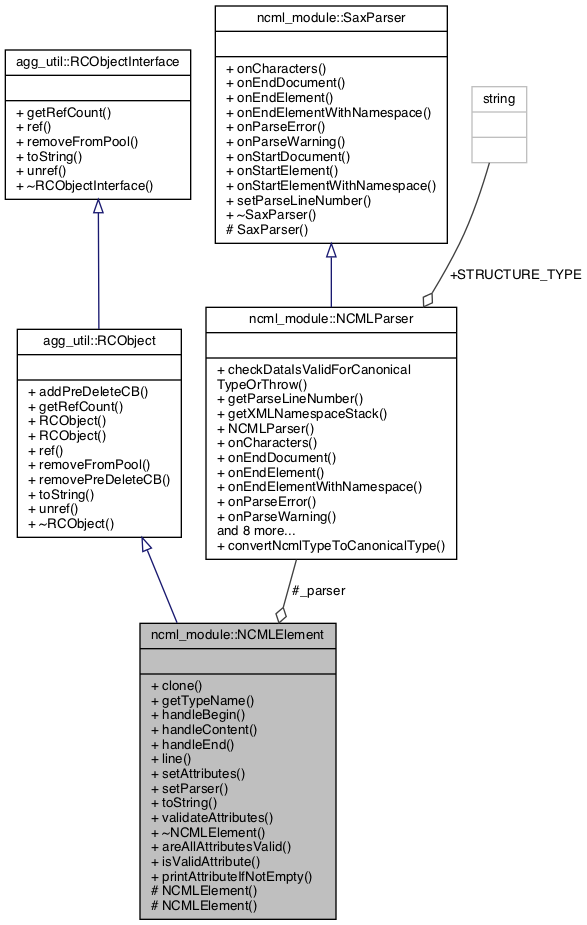 ncml_module::SaxParser
+ onCharacters()
+ onEndDocument()
+ onEndElement()
+ onEndElementWithNamespace()
+ onParseError()
+ onParseWarning()
+ onStartDocument()
+ onStartElement()
+ onStartElementWithNamespace()
+ setParseLineNumber()
+ ~SaxParser()
# SaxParser()
agg_util::RCObjectInterface
+ getRefCount()
+ ref()
+ removeFromPool()
+ toString()
+ unref()
+ ~RCObjectInterface()
string
+STRUCTURE_TYPE
agg_util::RCObject
+ addPreDeleteCB()
+ getRefCount()
+ RCObject()
+ RCObject()
+ ref()
+ removeFromPool()
+ removePreDeleteCB()
+ toString()
+ unref()
+ ~RCObject()
ncml_module::NCMLParser
+ checkDataIsValidForCanonical
TypeOrThrow()
+ getParseLineNumber()
+ getXMLNamespaceStack()
+ NCMLParser()
+ onCharacters()
+ onEndDocument()
+ onEndElement()
+ onEndElementWithNamespace()
+ onParseError()
+ onParseWarning()
and 8 more...
+ convertNcmlTypeToCanonicalType()
#_parser
ncml_module::NCMLElement
+ clone()
+ getTypeName()
+ handleBegin()
+ handleContent()
+ handleEnd()
+ line()
+ setAttributes()
+ setParser()
+ toString()
+ validateAttributes()
+ ~NCMLElement()
+ areAllAttributesValid()
+ isValidAttribute()
+ printAttributeIfNotEmpty()
# NCMLElement()
# NCMLElement()